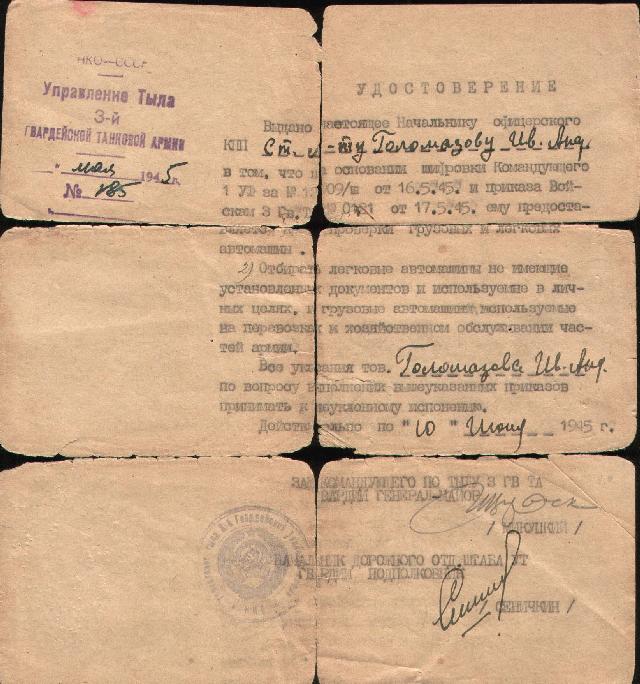 НКО—СССР
Управление Тыла
3-й
ГВАРДЕЙСКОЙ ТАНКОВОЙ АРМИИ
" мая 1945г.
№ 185
УДОСТОВЕРЕНИЕ
Выдано настоящее Начальнику офицерского
КПП Ст. л-ту Голомазову Ив. Анд.
в том, что на основании шифровки Командующего
1 УФ за № от 16.5.45. и приказа Вой-
скам 3 Гв. от 17.5.45. ему предоста-
проверки грузовых и легковых
автомашин .
2) Отбирать легковые автомашины не имеющие
установленных документов и используемые в лич-
ных целях, и грузовые автомашины, используемые
на перевозках и хозяйственном обслуживании час-
тей армии.
Все указания тов. Голомазова Ив. Анд.
по вопросу выполнения вышеуказанных приказов
принимать к неуклонному исполнению.
Действительно по "10 " Июня 1945 г.
ЗАМ КОМАНДУЮЩЕГО ПО ТЫЛУ 3 ГВ ТА
ГВАРДИИ ГЕНЕРАЛ-МАЙОР
НАЧАЛЬНИК ДОРОЖНОГО ОТД. ШТАБА УТ
ГВАРДИИ ПОДПОЛКОВНИК
/ СЕНИЧКИН /